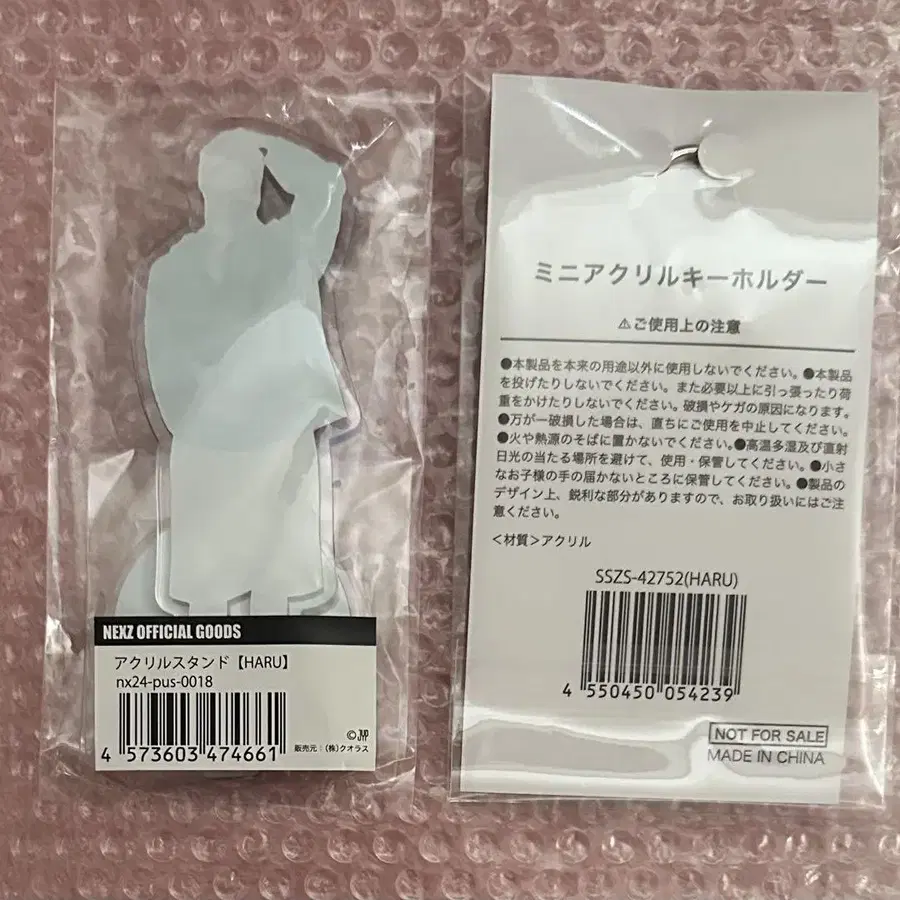 NEXZ OFFICIAL GOODS
アクリルスタンド【HARU】
nx24-pus-0018
4 573603 474661
©JYP
販売元:(株)クオラス
ミニアクリルキーホルダー
⚠ご使用上の注意
●本製品を本来の用途以外に使用しないでください。●本製品
を投げたりしないでください。また必要以上に引っ張ったり荷
重をかけたりしないでください。破損やケガの原因になります。
●万が一破損した場合は、直ちにご使用を中止してください。
●火や熱源のそばに置かないでください。●高温多湿及び直射
日光の当たる場所を避けて、使用・保管してください。●小さ
なお子様の手の届かないところに保管してください。●製品の
デザイン上、鋭利な部分がありますので、お取り扱いにはご注
意ください。
<材質>アクリル
SSZS-42752(HARU)
4 550450 054239
NOT FOR SALE
MADE IN CHINA